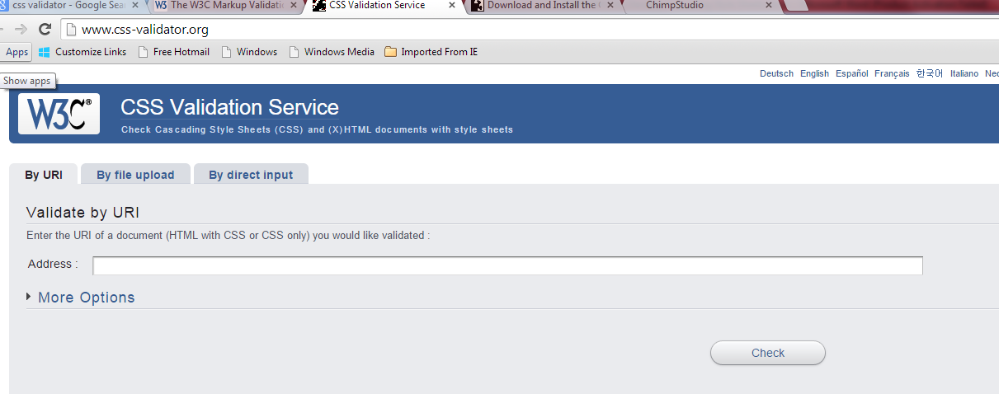 css validator - Google Sear
W3C The W3C Markup Validati
CSS Validation Service
Download and Install the C
ChimpStudio
www.css-validator.org
Apps
Customize Links
Free Hotmail
Windows
Windows Media
Imported From IE
Show apps
Deutsch English Español Français 한국어 Italiano Ned
W3C®
CSS Validation Service
Check Cascading Style Sheets (CSS) and (X)HTML documents with style sheets
By URI
By file upload
By direct input
Validate by URI
Enter the URI of a document (HTML with CSS or CSS only) you would like validated :
Address :
More Options
Check